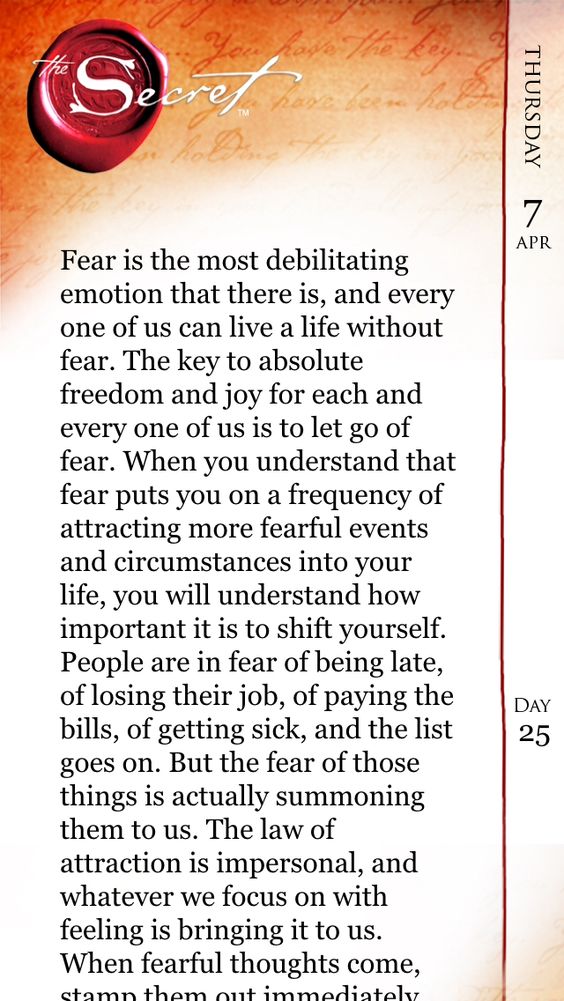 the Secret™
THURSDAY
7
APR
Fear is the most debilitating
emotion that there is, and every
one of us can live a life without
fear. The key to absolute
freedom and joy for each and
every one of us is to let go of
fear. When you understand that
fear puts you on a frequency of
attracting more fearful events
and circumstances into your
life, you will understand how
important it is to shift yourself.
People are in fear of being late,
of losing their job, of paying the
bills, of getting sick, and the list
goes on. But the fear of those
things is actually summoning
them to us. The law of
attraction is impersonal, and
whatever we focus on with
feeling is bringing it to us.
When fearful thoughts come,
stamp them out immediately
DAY
25